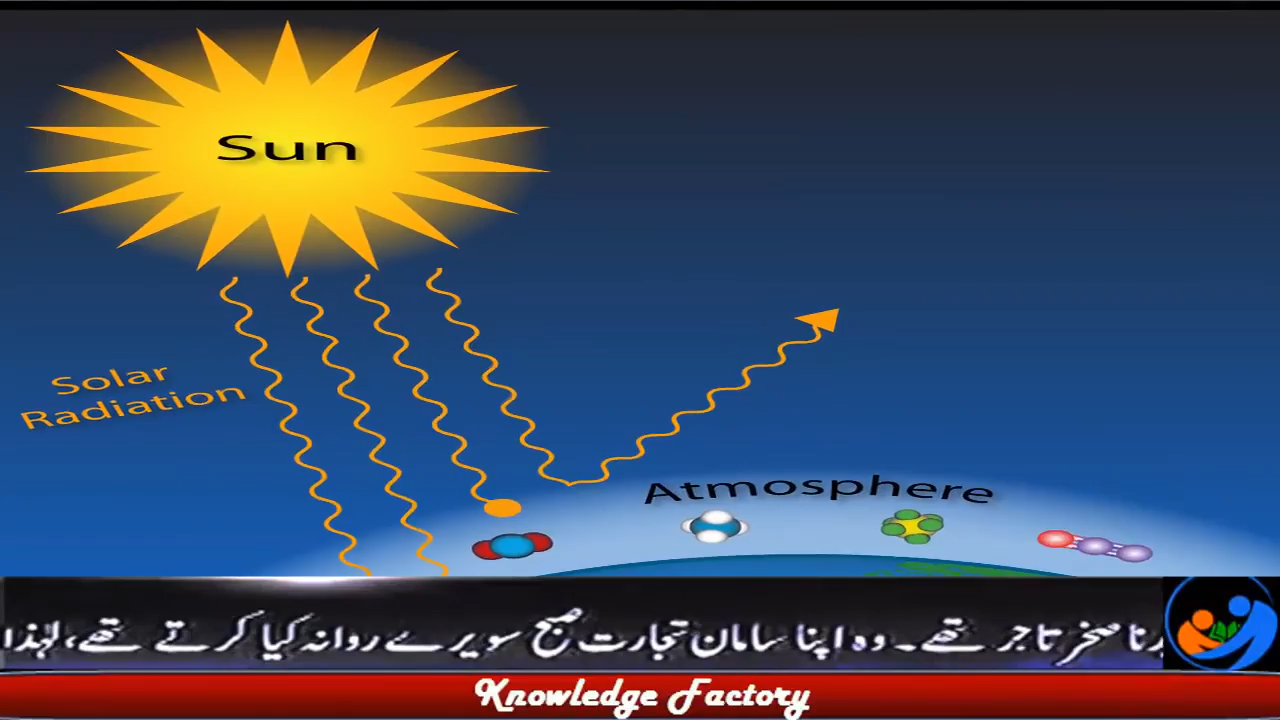 Sun
Solar
Radiation
Atmosphere
صخر تاجر تھے۔ وہ اپنا سامان تجارت صبح سویرے روانہ کیا کرتے تھے، لہٰذا
Knowledge Factory